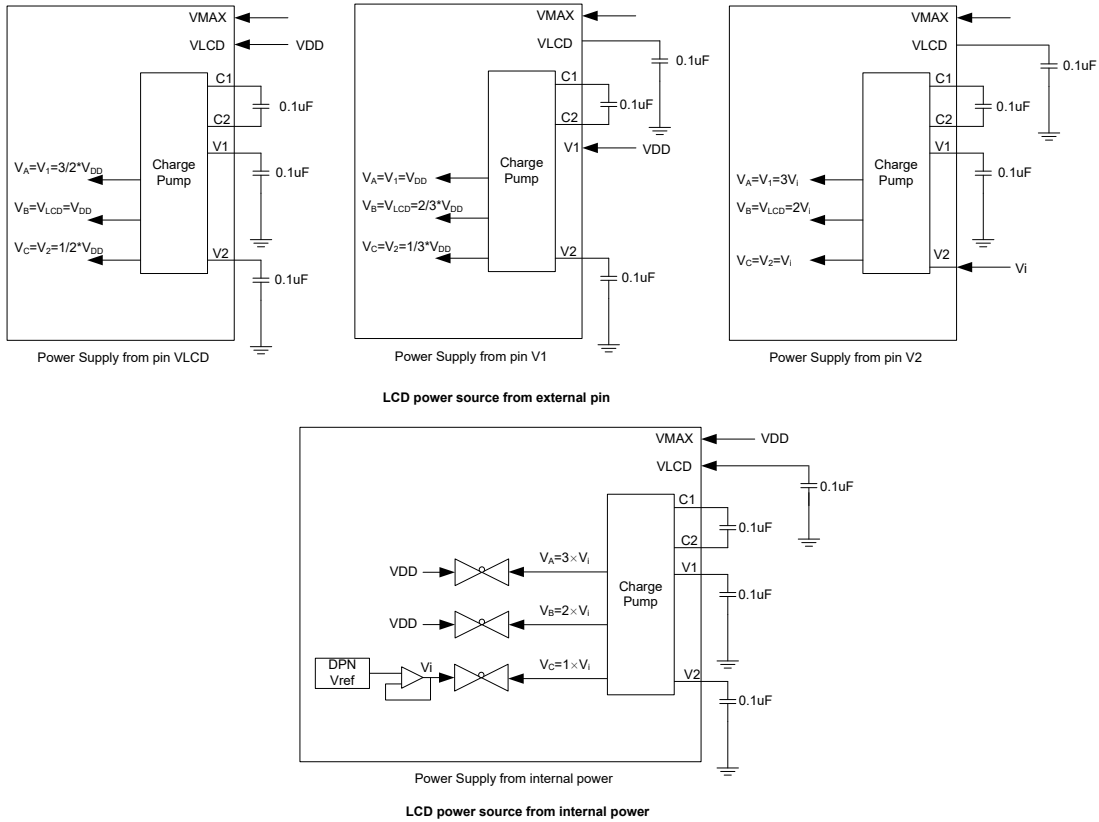 VMAX
VLCD
VDD
C1
0.1uF
C2
V1
Charge
Pump
0.1uF
VA=V1=3/2*VDD
VB=VLCD=VDD
VC=V2=1/2*VDD
V2
0.1uF
Power Supply from pin VLCD
VMAX
VLCD
0.1uF
C1
0.1uF
C2
V1
VDD
Charge
Pump
VA=V1=VDD
VB=VLCD=2/3*VDD
VC=V2=1/3*VDD
V2
0.1uF
Power Supply from pin V1
VMAX
VLCD
0.1uF
C1
0.1uF
C2
V1
Charge
Pump
0.1uF
VA=V1=3Vi
VB=VLCD=2Vi
VC=V2=Vi
V2
Vi
Power Supply from pin V2
LCD power source from external pin
VMAX
VDD
VLCD
0.1uF
C1
0.1uF
C2
V1
VDD
VA=3×Vi
Charge
Pump
0.1uF
VDD
VB=2×Vi
DPN
Vref
Vi
VC=1×Vi
V2
0.1uF
Power Supply from internal power
LCD power source from internal power